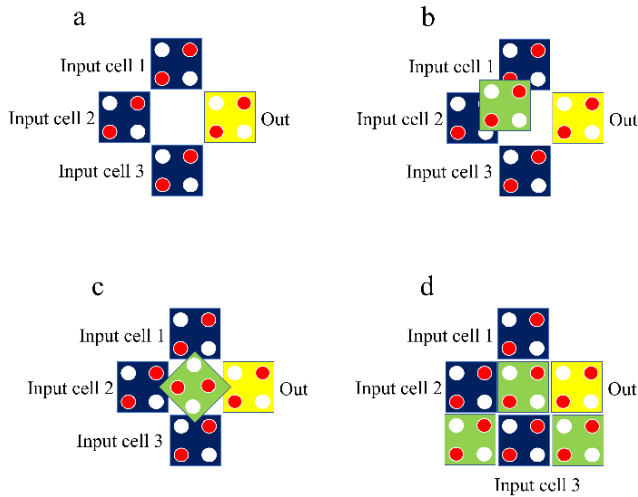 a
Input cell 1
Input cell 2
Out
Input cell 3
b
Input cell 1
Input cell 2
Out
Input cell 3
c
Input cell 1
Input cell 2
Out
Input cell 3
d
Input cell 1
Input cell 2
Out
Input cell 3